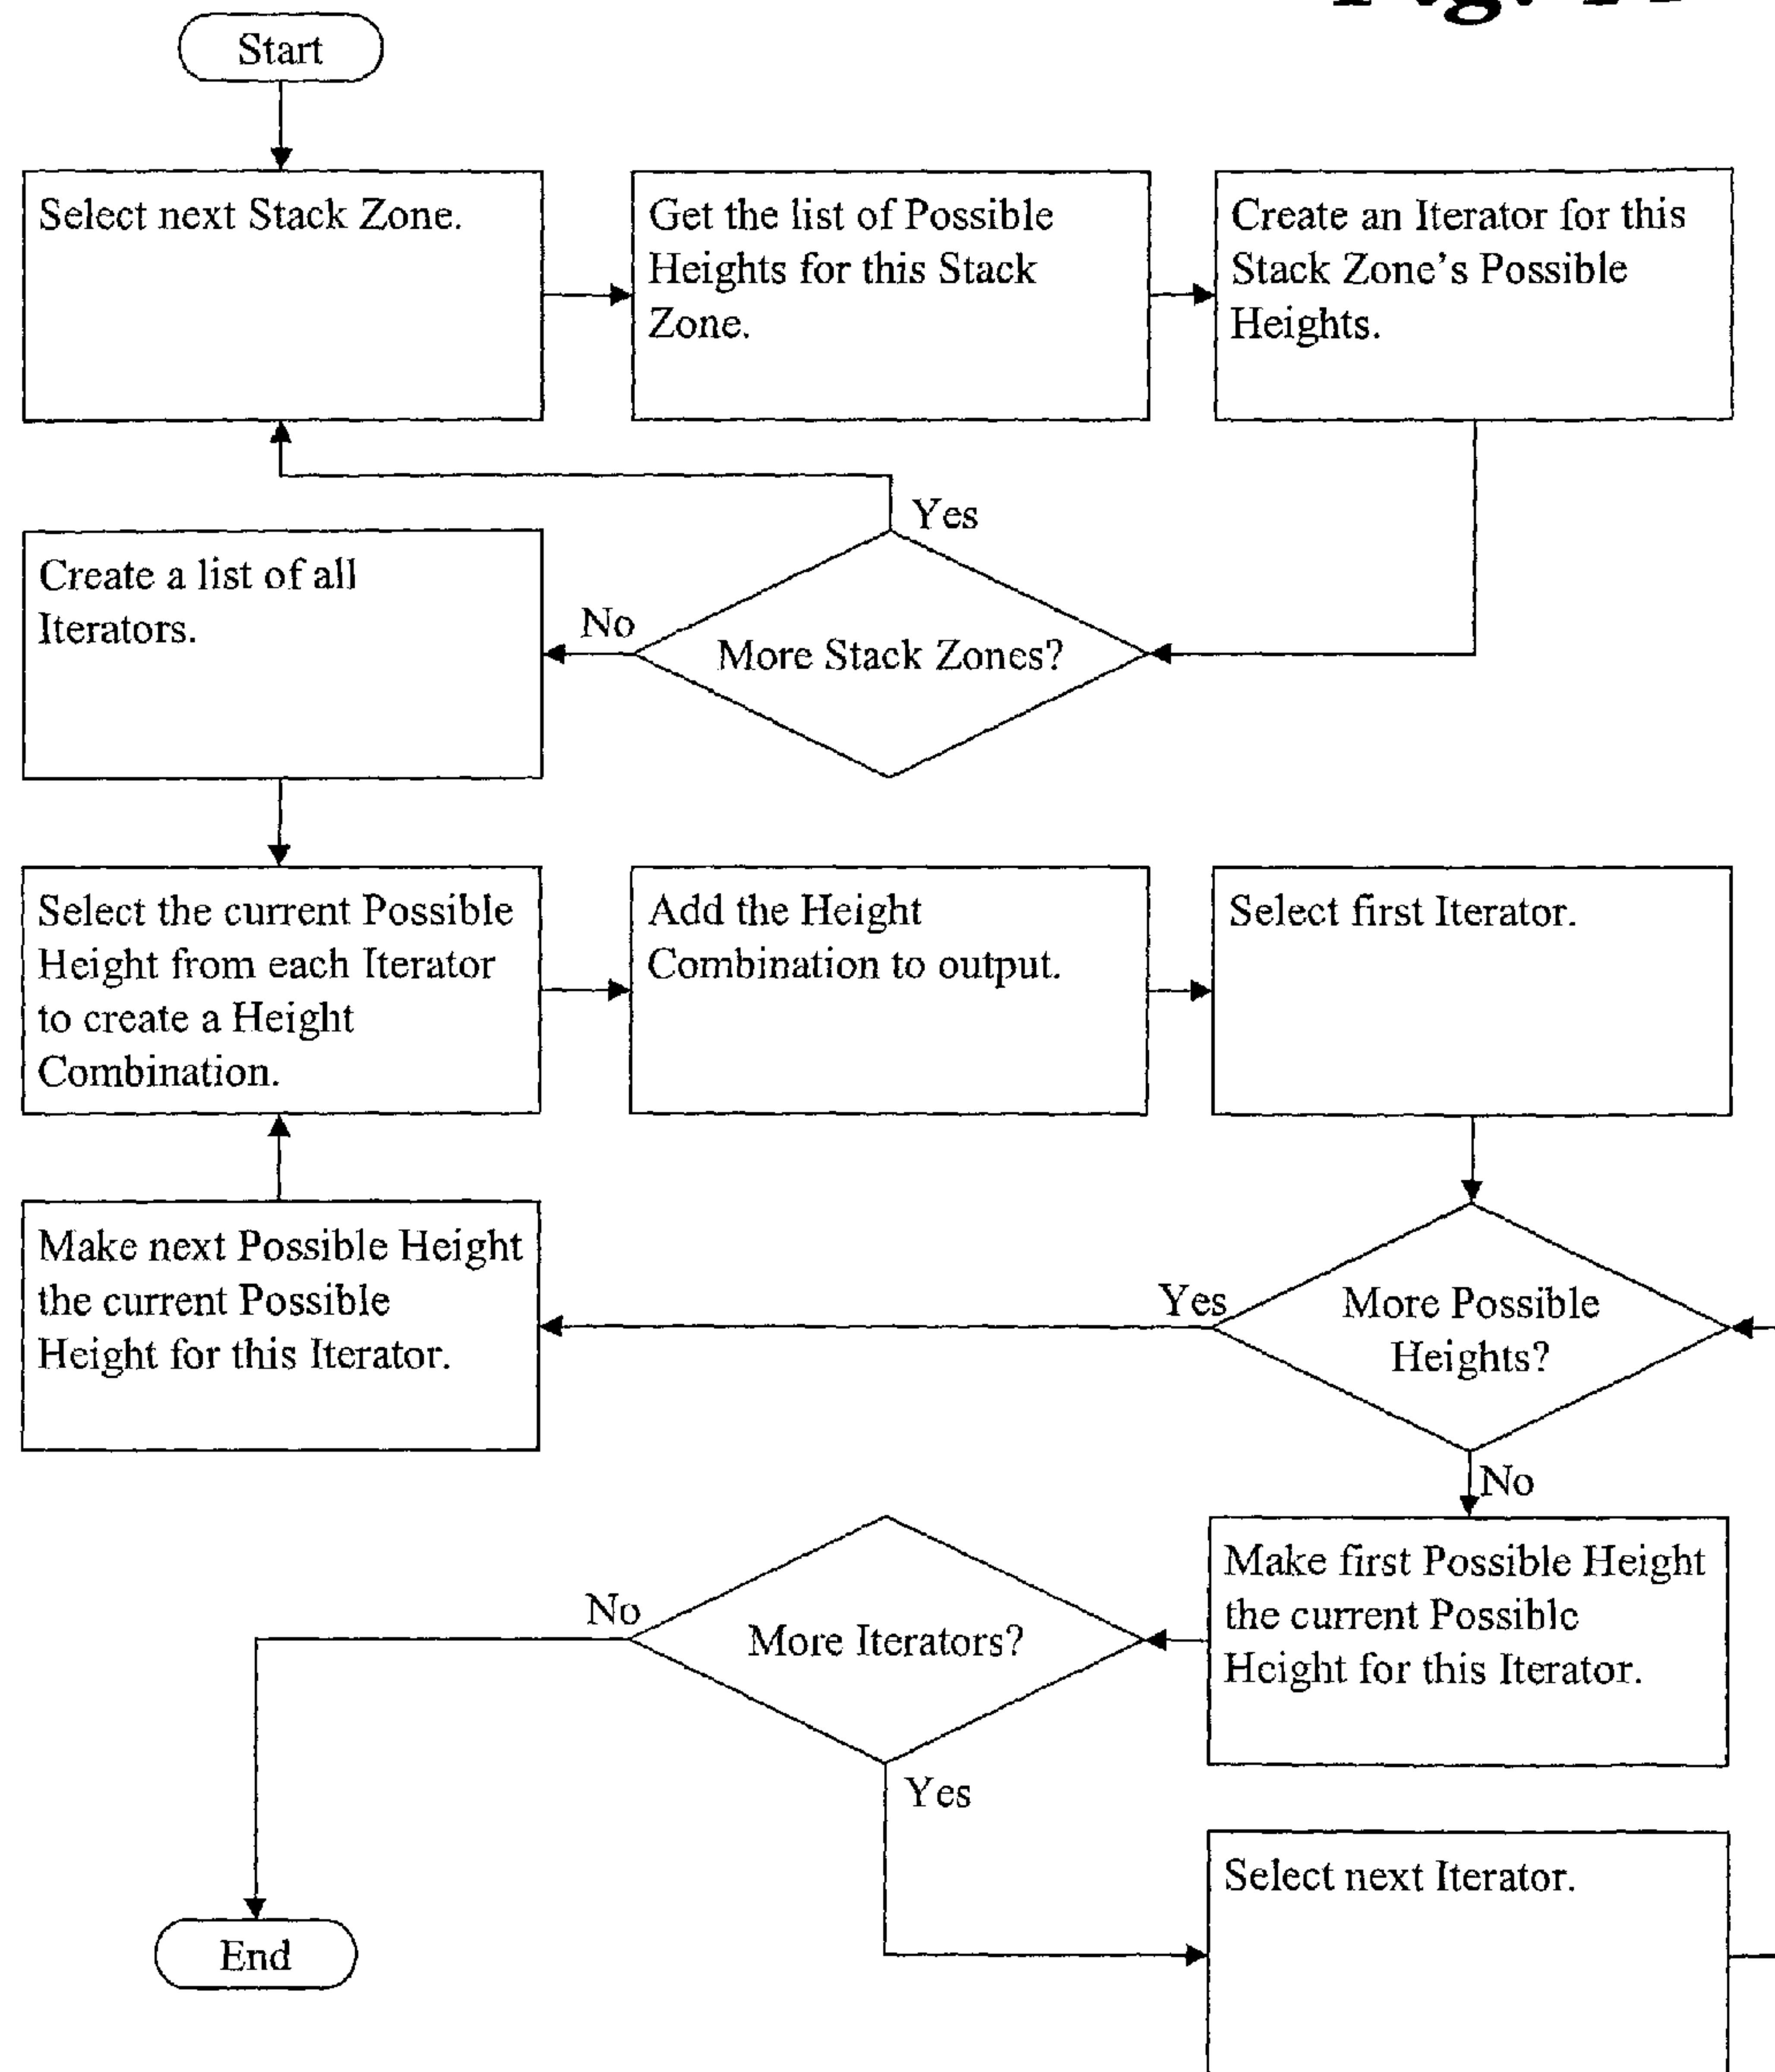 Start
Select next Stack Zone.
Get the list of Possible
Heights for this Stack
Zone.
Create an Iterator for this
Stack Zone's Possible
Heights.
Yes
Create a list of all
Iterators.
No
More Stack Zones?
Select the current Possible
Height from each Iterator
to create a Height
Combination.
Add the Height
Combination to output.
Select first Iterator.
Make next Possible Height
the current Possible
Height for this Iterator.
Yes
More Possible
Heights?
No
Make first Possible Height
the current Possible
Height for this Iterator.
No
More Iterators?
Yes
Select next Iterator.
End